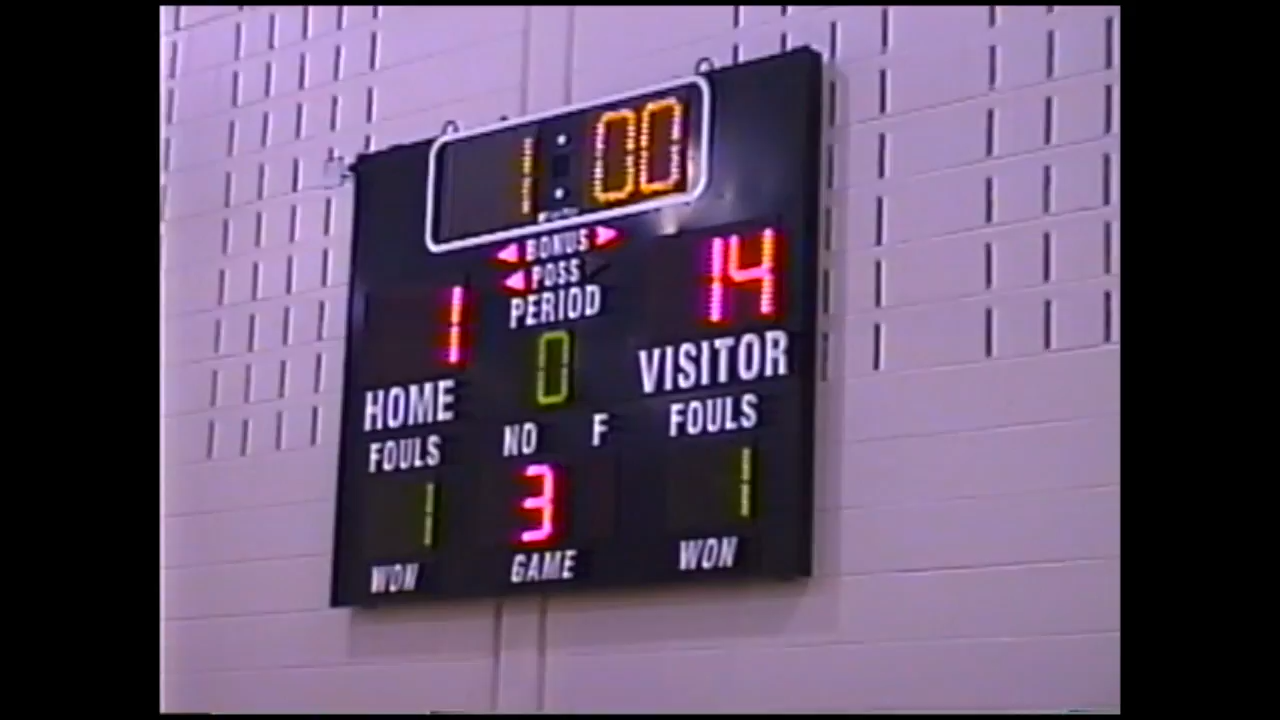 1:00
◀ BONUS ▶
◀ POSS
PERIOD
1 0 14
HOME VISITOR
FOULS NO F FOULS
1 3 1
WON GAME WON